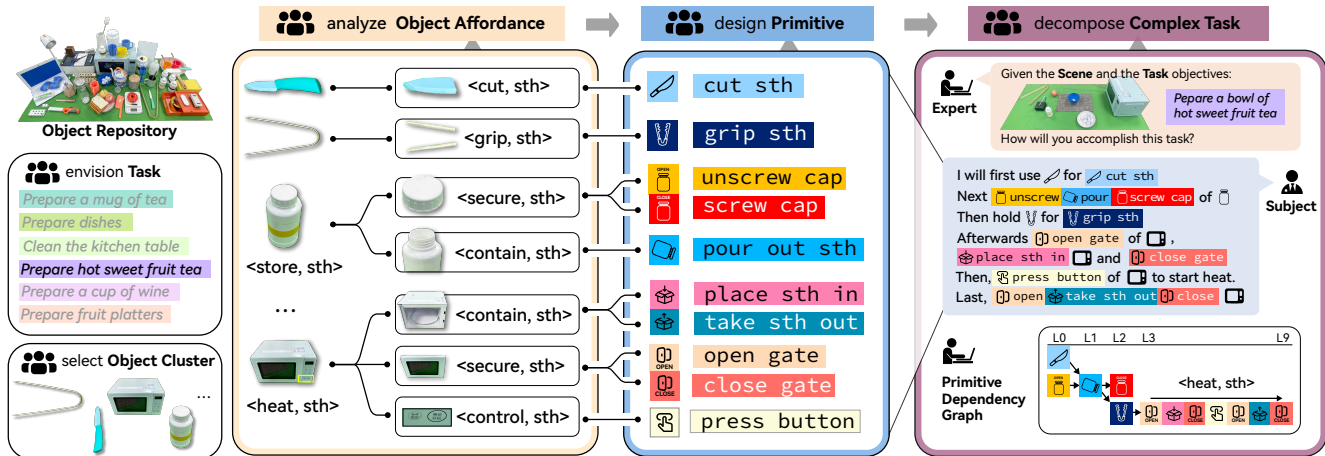 analyze Object Affordance
design Primitive
decompose Complex Task
Object Repository
envision Task
Prepare a mug of tea
Prepare dishes
Clean the kitchen table
Prepare hot sweet fruit tea
Prepare a cup of wine
Prepare fruit platters
select Object Cluster
...
<cut, sth>
<grip, sth>
<secure, sth>
<store, sth>
<contain, sth>
...
<contain, sth>
<secure, sth>
<heat, sth>
<control, sth>
cut sth
grip sth
OPEN
unscrew cap
CLOSE
screw cap
pour out sth
place sth in
take sth out
OPEN
open gate
CLOSE
close gate
press button
Expert
Given the Scene and the Task objectives:
Pepare a bowl of
hot sweet fruit tea
How will you accomplish this task?
Subject
I will first use for cut sth
Next unscrew pour screw cap of
Then hold for grip sth
Afterwards open gate of ,
place sth in and close gate
Then, press button of to start heat.
Last, open take sth out close
Primitive
Dependency
Graph
L0 L1 L2 L3 L9
OPEN CLOSE
<heat, sth>
OPEN CLOSE OPEN CLOSE